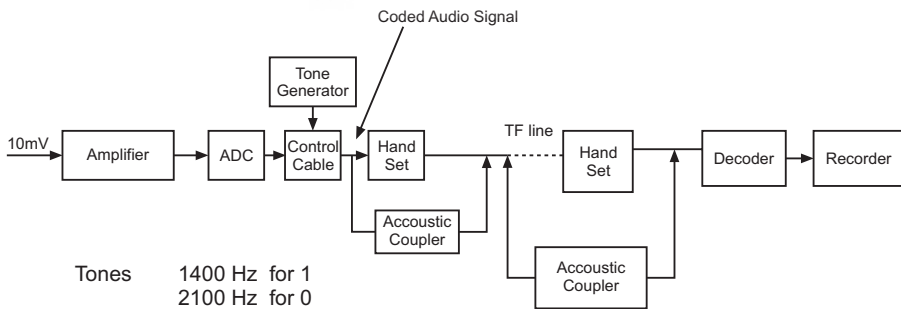 Coded Audio Signal
Tone
Generator
10mV
Amplifier
ADC
Control
Cable
Hand
Set
TF line
Hand
Set
Decoder
Recorder
Accoustic
Coupler
Accoustic
Coupler
Tones 1400 Hz for 1
2100 Hz for 0